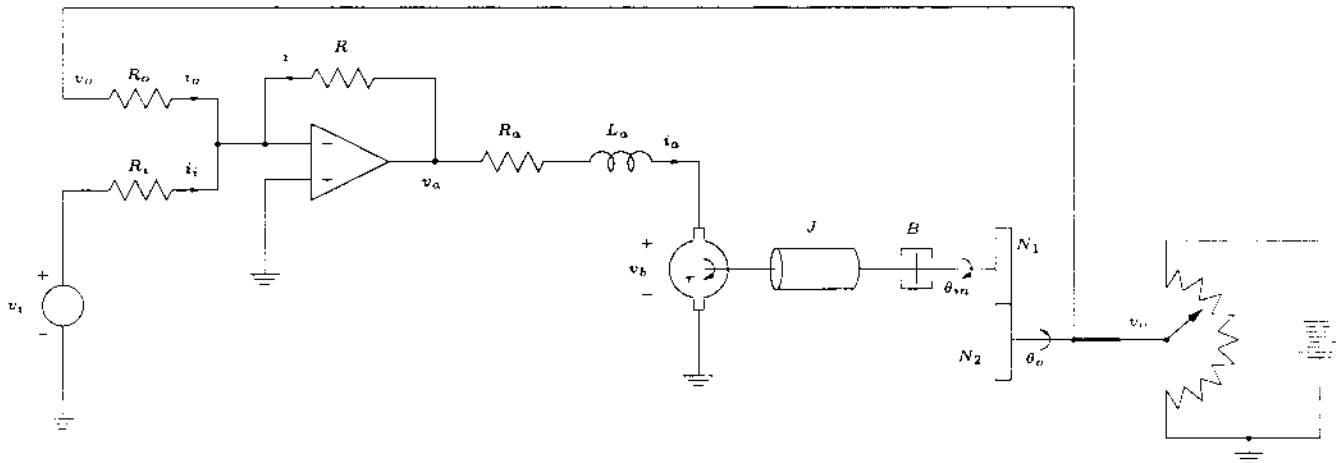 R
i
v_o R_o i_o
R_i i_i
−
R_a L_a i_a
v_a
+
v_i
−
+
v_b
−
τ
J B
θ_m
N_1
N_2
θ_o
v_o